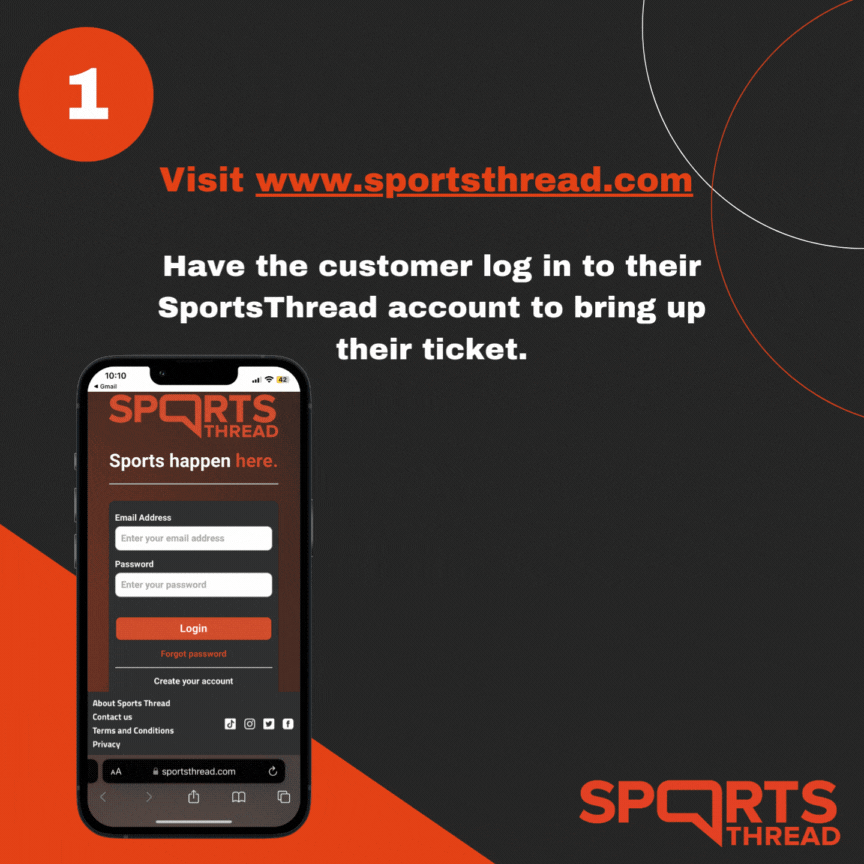 1
Visit www.sportsthread.com
Have the customer log in to their
SportsThread account to bring up
their ticket.
10:10
42
◀ Gmail
SPORTS
THREAD
Sports happen here.
Email Address
Enter your email address
Password
Enter your password
Login
Forgot password
Create your account
About Sports Thread
Contact us
Terms and Conditions
Privacy
AA sportsthread.com
SPORTS
THREAD